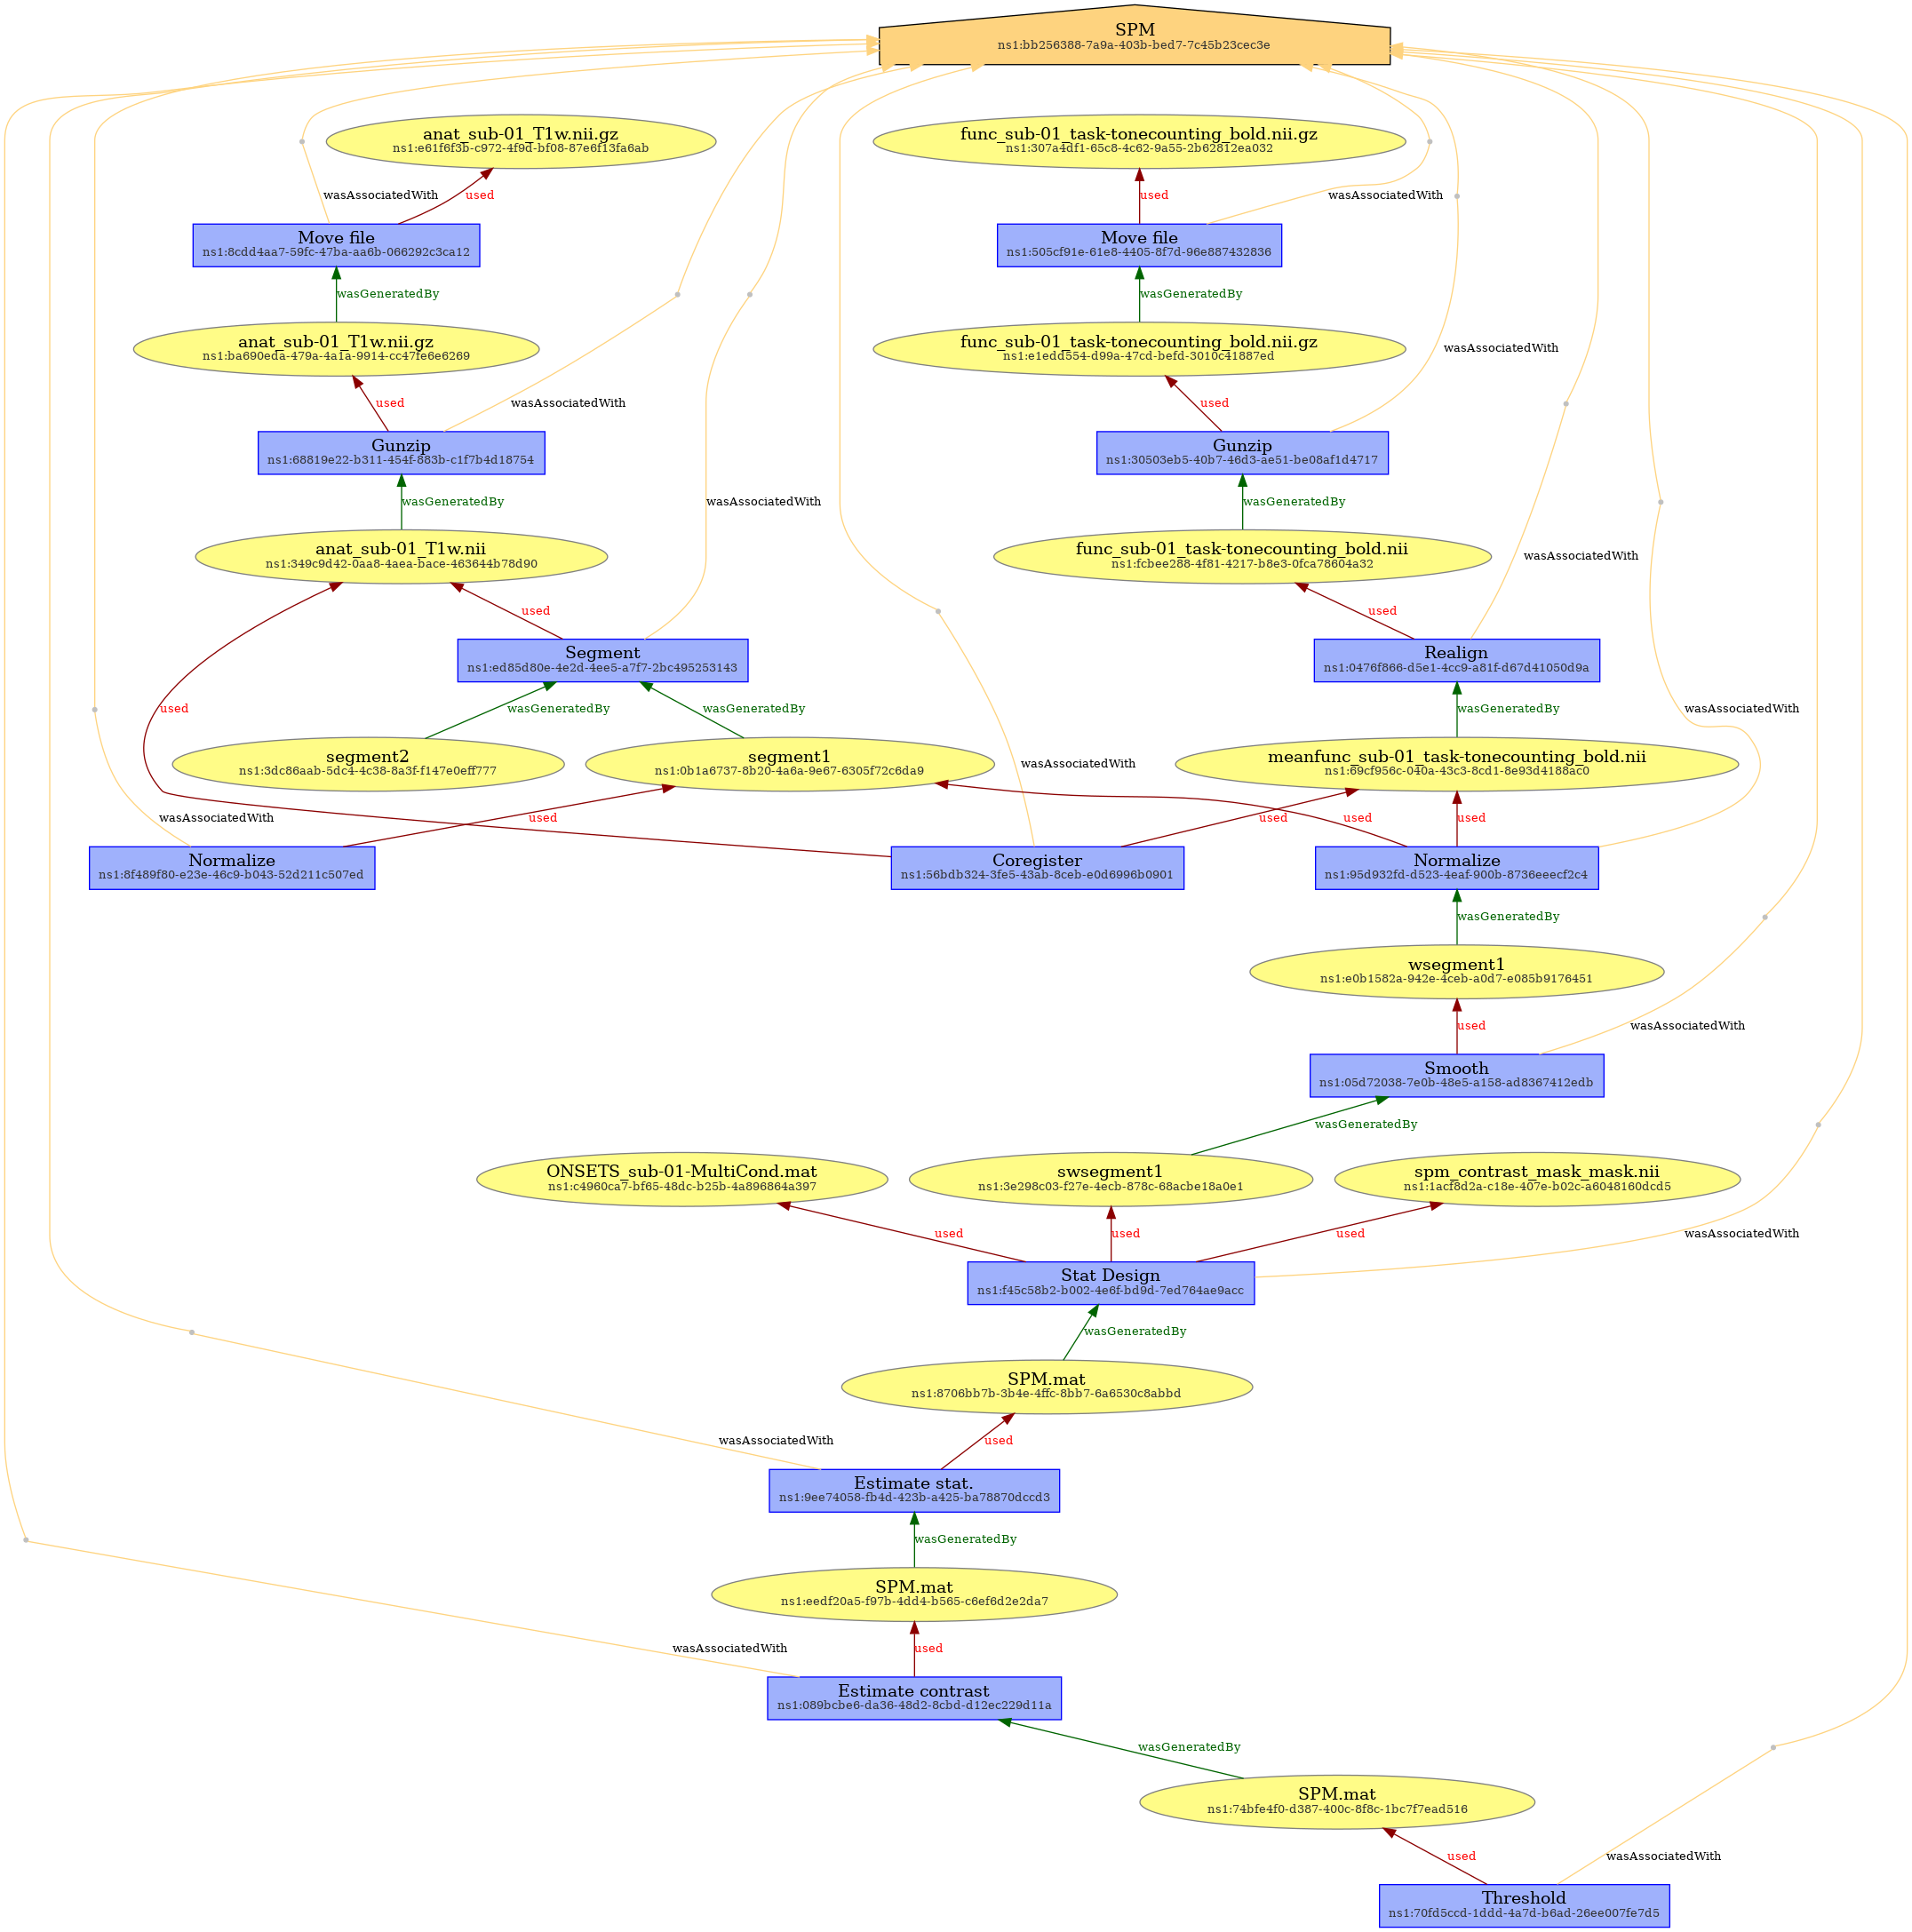 SPM
ns1:bb256388-7a9a-403b-bed7-7c45b23cec3e
anat_sub-01_T1w.nii.gz
ns1:e61f6f3b-c972-4f9d-bf08-87e6f13fa6ab
func_sub-01_task-tonecounting_bold.nii.gz
ns1:307a4df1-65c8-4c62-9a55-2b62812ea032
wasAssociatedWith
used
used
wasAssociatedWith
Move file
ns1:8cdd4aa7-59fc-47ba-aa6b-066292c3ca12
Move file
ns1:505cf91e-61e8-4405-8f7d-96e887432836
wasGeneratedBy
wasGeneratedBy
anat_sub-01_T1w.nii.gz
ns1:ba690eda-479a-4a1a-9914-cc47fe6e6269
func_sub-01_task-tonecounting_bold.nii.gz
ns1:e1edd554-d99a-47cd-befd-3010c41887ed
wasAssociatedWith
used
wasAssociatedWith
used
Gunzip
ns1:68819e22-b311-454f-883b-c1f7b4d18754
Gunzip
ns1:30503eb5-40b7-46d3-ae51-be08af1d4717
wasGeneratedBy
wasAssociatedWith
wasGeneratedBy
anat_sub-01_T1w.nii
ns1:349c9d42-0aa8-4aea-bace-463644b78d90
func_sub-01_task-tonecounting_bold.nii
ns1:fcbee288-4f81-4217-b8e3-0fca78604a32
wasAssociatedWith
used
used
Segment
ns1:ed85d80e-4e2d-4ee5-a7f7-2bc495253143
Realign
ns1:0476f866-d5e1-4cc9-a81f-d67d41050d9a
used
wasGeneratedBy
wasGeneratedBy
wasGeneratedBy
wasAssociatedWith
segment2
ns1:3dc86aab-5dc4-4c38-8a3f-f147e0eff777
segment1
ns1:0b1a6737-8b20-4a6a-9e67-6305f72c6da9
meanfunc_sub-01_task-tonecounting_bold.nii
ns1:69cf956c-040a-43c3-8cd1-8e93d4188ac0
wasAssociatedWith
wasAssociatedWith
used
used
used
used
Normalize
ns1:8f489f80-e23e-46c9-b043-52d211c507ed
Coregister
ns1:56bdb324-3fe5-43ab-8ceb-e0d6996b0901
Normalize
ns1:95d932fd-d523-4eaf-900b-8736eeecf2c4
wasGeneratedBy
wsegment1
ns1:e0b1582a-942e-4ceb-a0d7-e085b9176451
used
wasAssociatedWith
Smooth
ns1:05d72038-7e0b-48e5-a158-ad8367412edb
wasGeneratedBy
ONSETS_sub-01-MultiCond.mat
ns1:c4960ca7-bf65-48dc-b25b-4a896864a397
swsegment1
ns1:3e298c03-f27e-4ecb-878c-68acbe18a0e1
spm_contrast_mask_mask.nii
ns1:1acf8d2a-c18e-407e-b02c-a6048160dcd5
used
used
used
wasAssociatedWith
Stat Design
ns1:f45c58b2-b002-4e6f-bd9d-7ed764ae9acc
wasGeneratedBy
SPM.mat
ns1:8706bb7b-3b4e-4ffc-8bb7-6a6530c8abbd
wasAssociatedWith
used
Estimate stat.
ns1:9ee74058-fb4d-423b-a425-ba78870dccd3
wasGeneratedBy
SPM.mat
ns1:eedf20a5-f97b-4dd4-b565-c6ef6d2e2da7
wasAssociatedWith
used
Estimate contrast
ns1:089bcbe6-da36-48d2-8cbd-d12ec229d11a
wasGeneratedBy
SPM.mat
ns1:74bfe4f0-d387-400c-8f8c-1bc7f7ead516
used
wasAssociatedWith
Threshold
ns1:70fd5ccd-1ddd-4a7d-b6ad-26ee007fe7d5